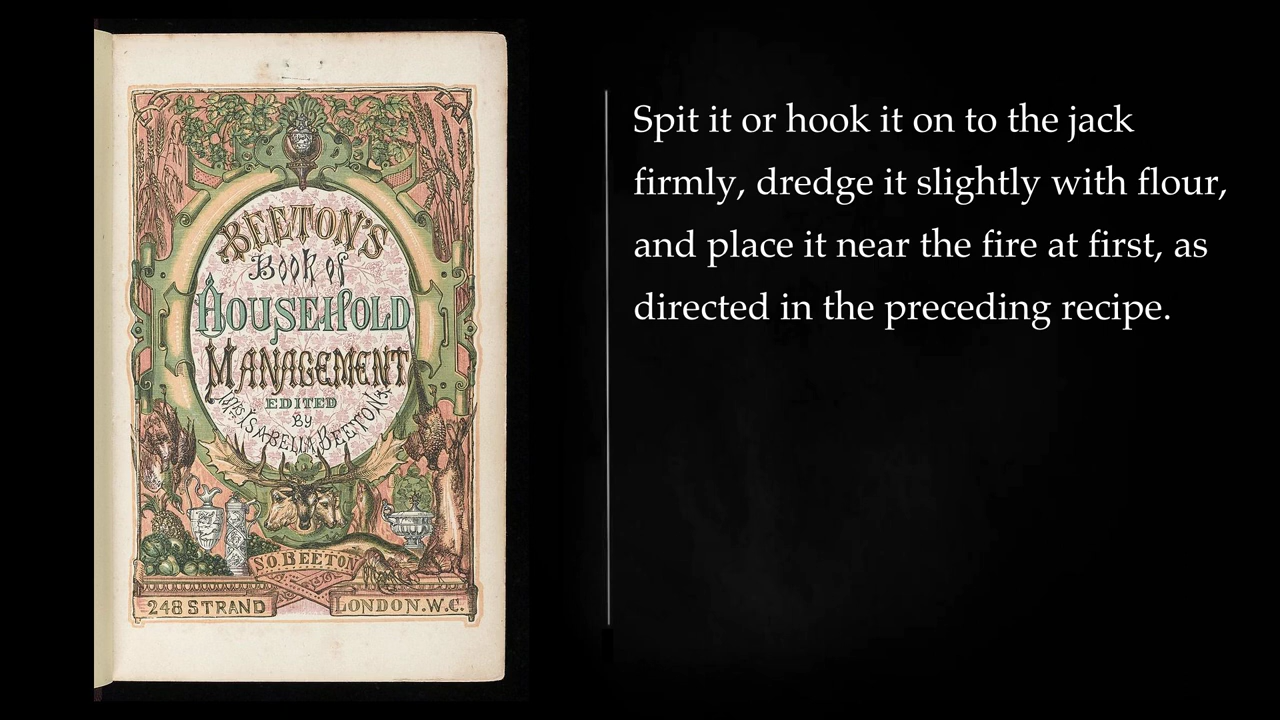 BEETON'S
Book of
HOUSEHOLD
MANAGEMENT
EDITED
BY
MRS ISABELLA BEETON
S.O. BEETON
248 STRAND
LONDON. W.C.
Spit it or hook it on to the jack
firmly, dredge it slightly with flour,
and place it near the fire at first, as
directed in the preceding recipe.